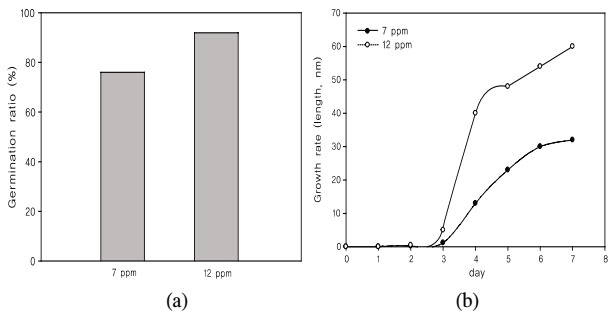 Germination ratio (%)
100
80
60
40
20
0
7 ppm
12 ppm
(a)
Growth rate (length, nm)
70
60
50
40
30
20
10
0
7 ppm
12 ppm
0 1 2 3 4 5 6 7 8
day
(b)